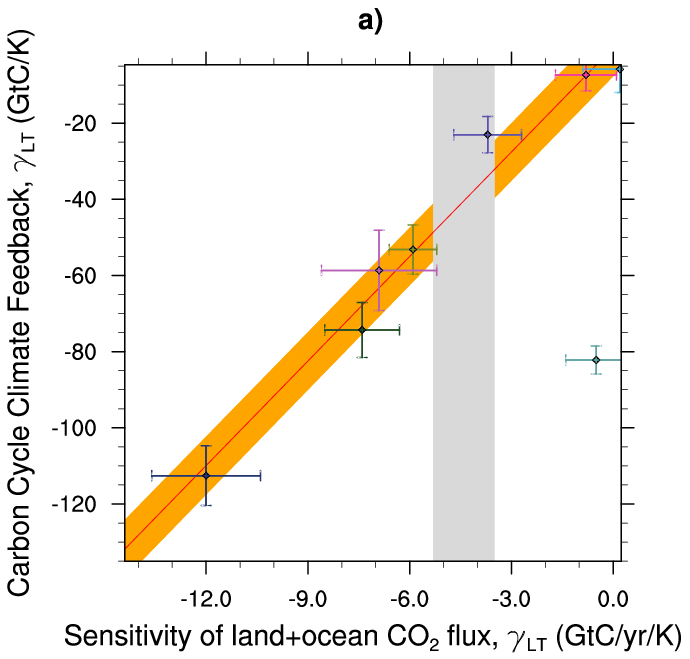 a)
Carbon Cycle Climate Feedback, γLT (GtC/K)
-20
-40
-60
-80
-100
-120
-12.0 -9.0 -6.0 -3.0 0.0
Sensitivity of land+ocean CO2 flux, γLT (GtC/yr/K)